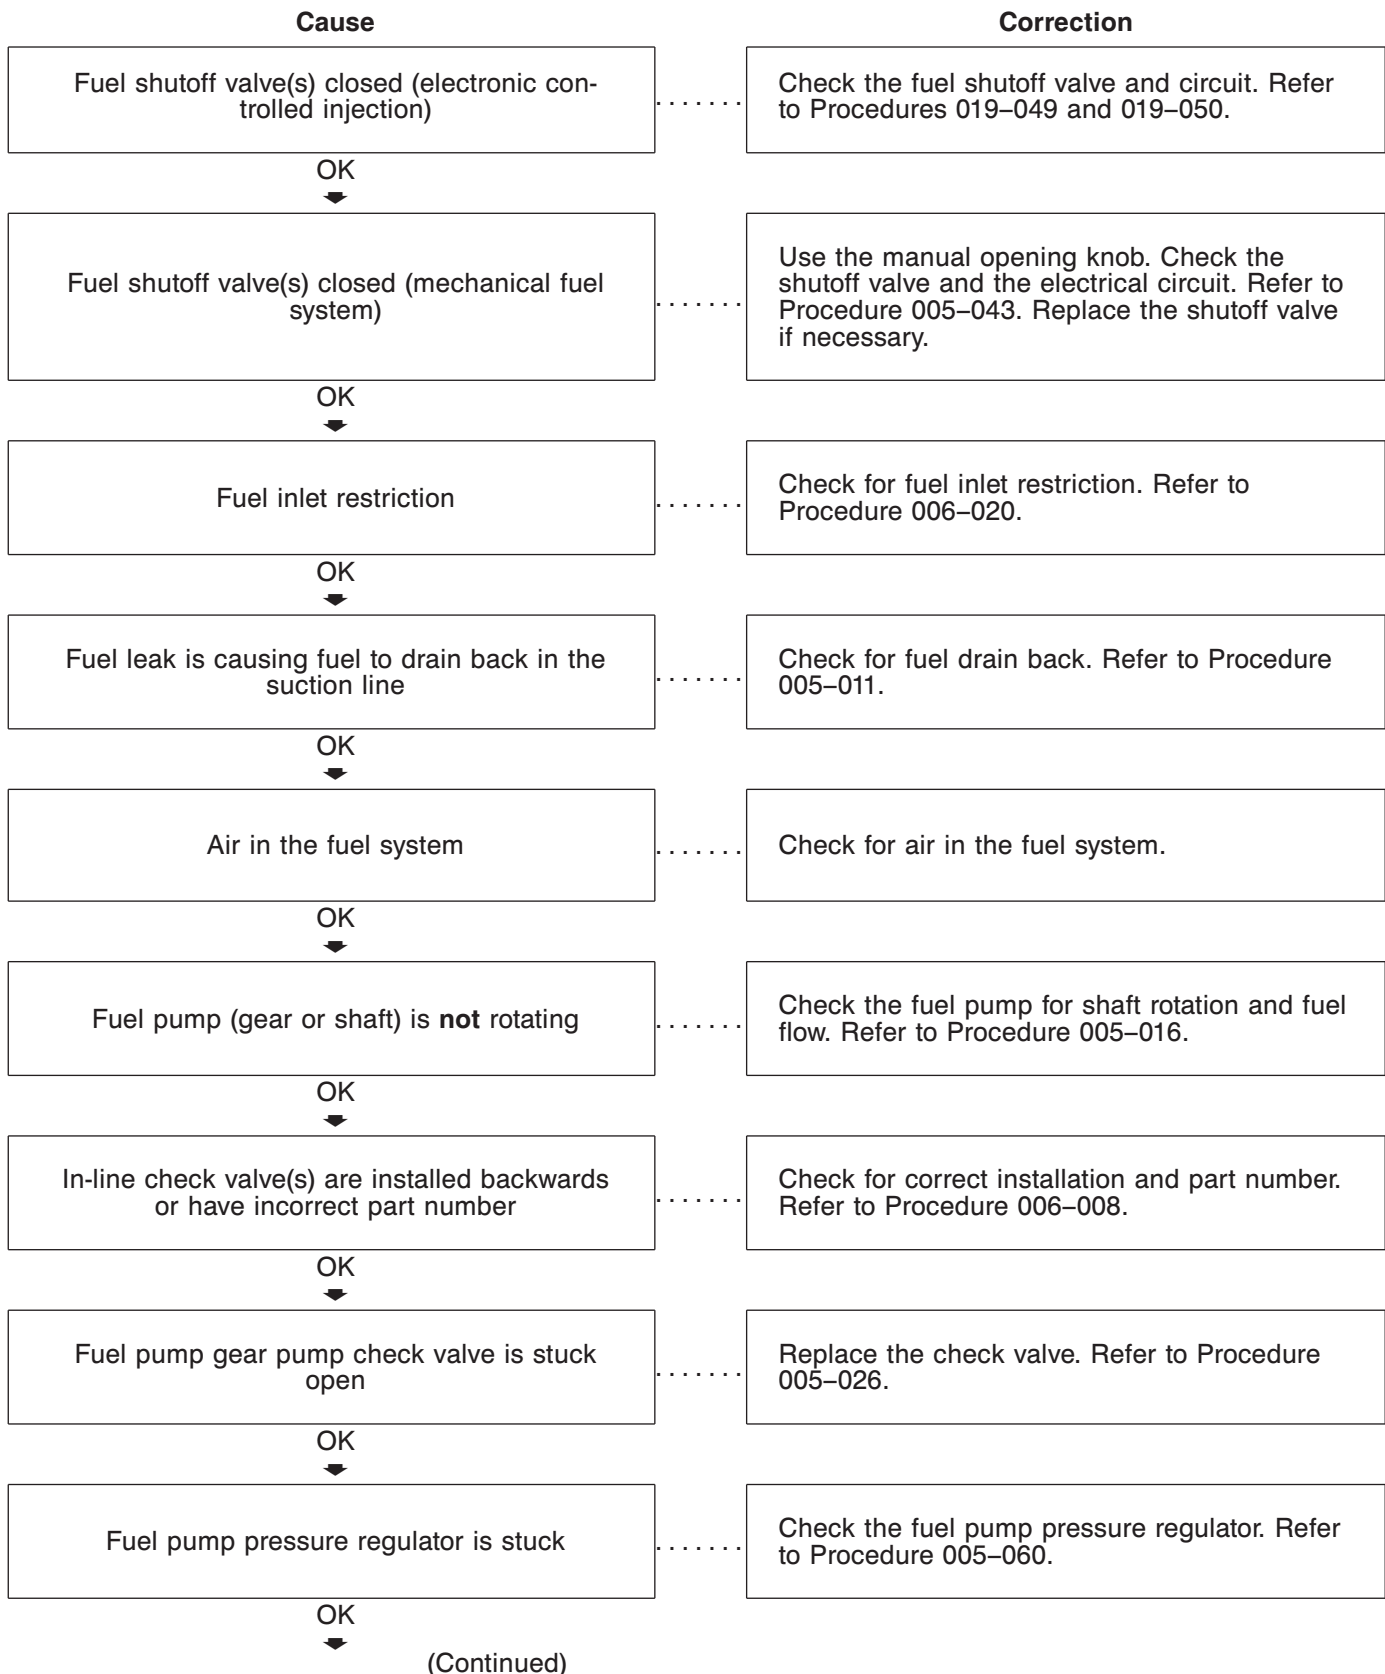 Cause
Correction
Fuel shutoff valve(s) closed (electronic con-
trolled injection)
. . . . . . .
Check the fuel shutoff valve and circuit. Refer
to Procedures 019–049 and 019–050.
OK
Fuel shutoff valve(s) closed (mechanical fuel
system)
. . . . . . .
Use the manual opening knob. Check the
shutoff valve and the electrical circuit. Refer to
Procedure 005–043. Replace the shutoff valve
if necessary.
OK
Fuel inlet restriction
. . . . . . .
Check for fuel inlet restriction. Refer to
Procedure 006–020.
OK
Fuel leak is causing fuel to drain back in the
suction line
. . . . . . .
Check for fuel drain back. Refer to Procedure
005–011.
OK
Air in the fuel system
. . . . . . .
Check for air in the fuel system.
OK
Fuel pump (gear or shaft) is not rotating
. . . . . . .
Check the fuel pump for shaft rotation and fuel
flow. Refer to Procedure 005–016.
OK
In-line check valve(s) are installed backwards
or have incorrect part number
. . . . . . .
Check for correct installation and part number.
Refer to Procedure 006–008.
OK
Fuel pump gear pump check valve is stuck
open
. . . . . . .
Replace the check valve. Refer to Procedure
005–026.
OK
Fuel pump pressure regulator is stuck
. . . . . . .
Check the fuel pump pressure regulator. Refer
to Procedure 005–060.
OK
(Continued)